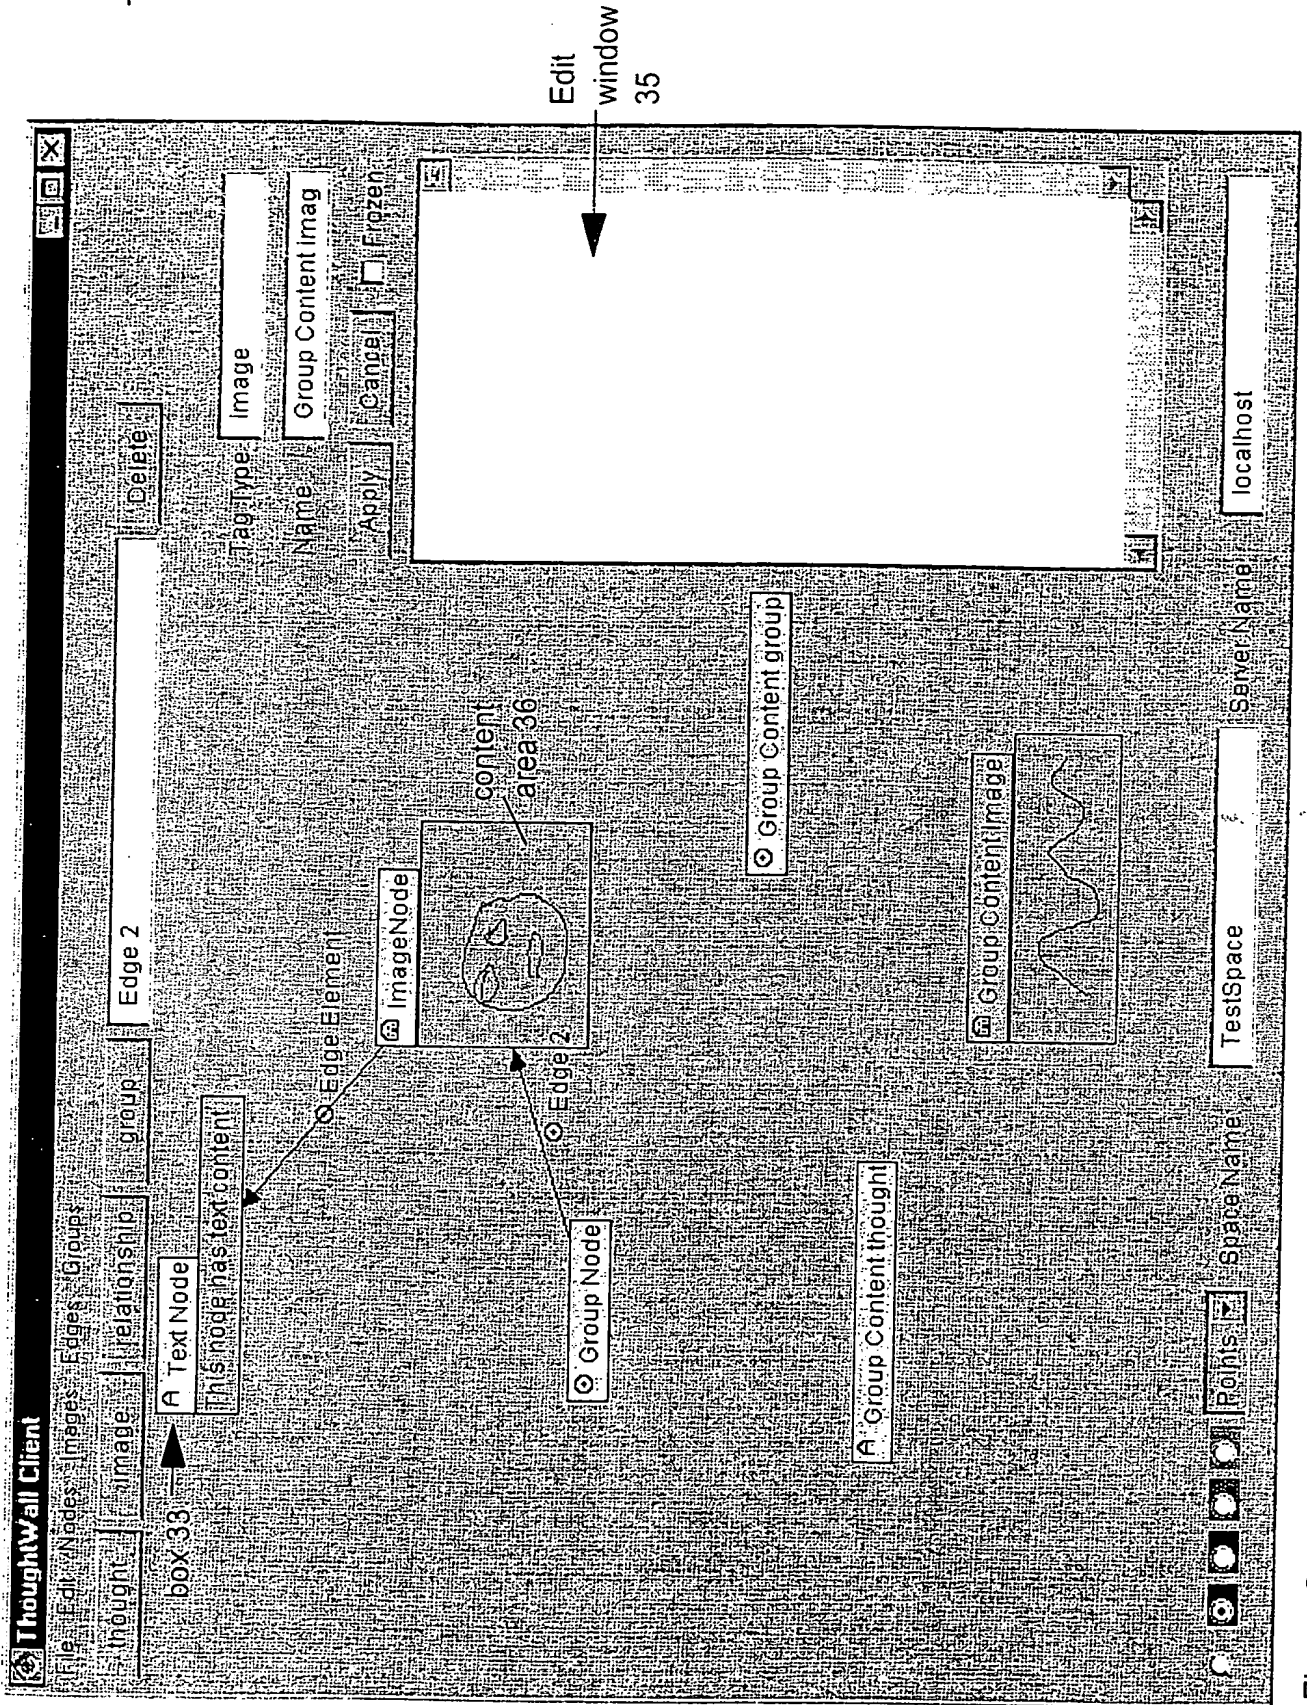 ThoughtWall Client
File Edit Nodes Images Edges Groups
thought image relationship group Edge 2 Delete
box 33
A Text Node
This node has text content
Tag Type Image
Name Group Content Imag
Apply Cancel Frozen
Edge Element
ImageNode
content
area 36
Edit
window
35
Edge 2
Group Node
Group Content group
A Group Content thought
Group Content Image
Points Space Name TestSpace Server Name localhost